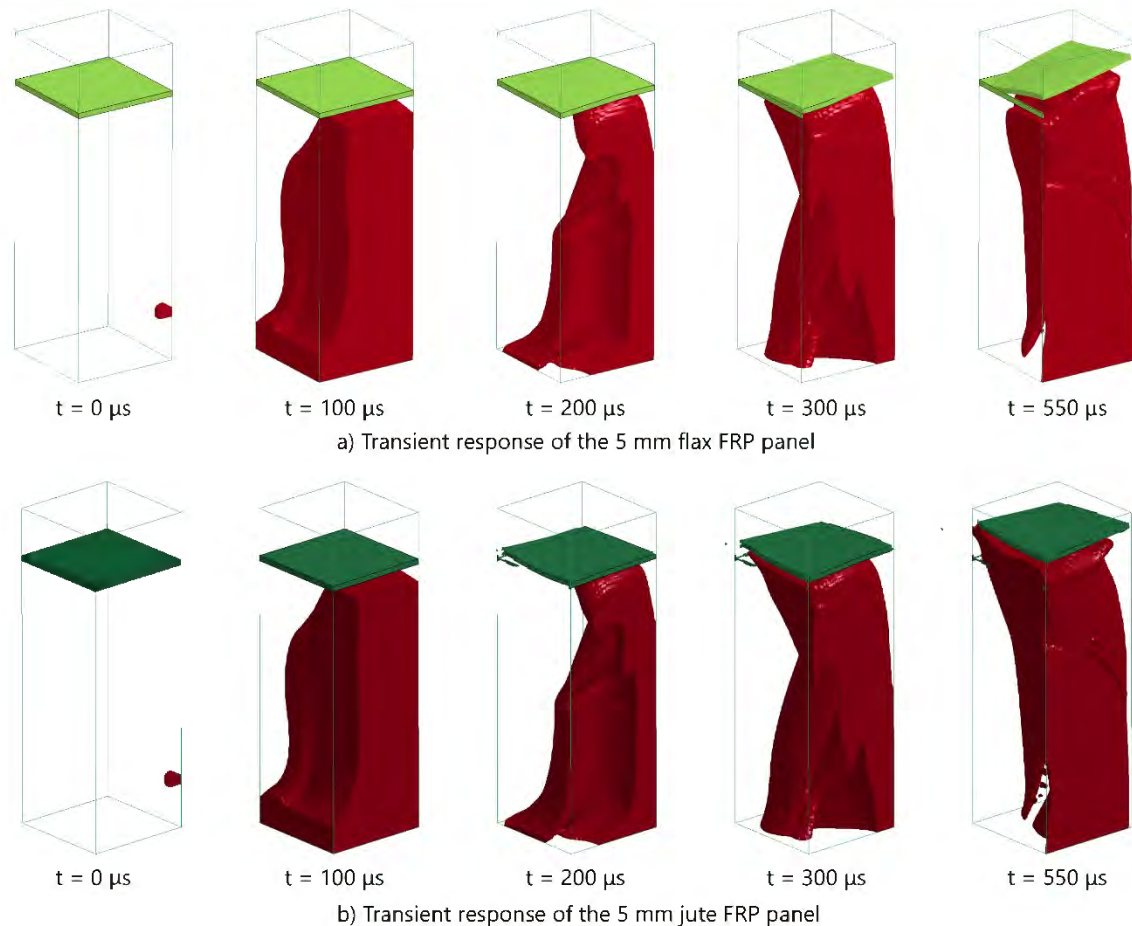 t = 0 μs
t = 100 μs
t = 200 μs
t = 300 μs
t = 550 μs
a) Transient response of the 5 mm flax FRP panel
t = 0 μs
t = 100 μs
t = 200 μs
t = 300 μs
t = 550 μs
b) Transient response of the 5 mm jute FRP panel